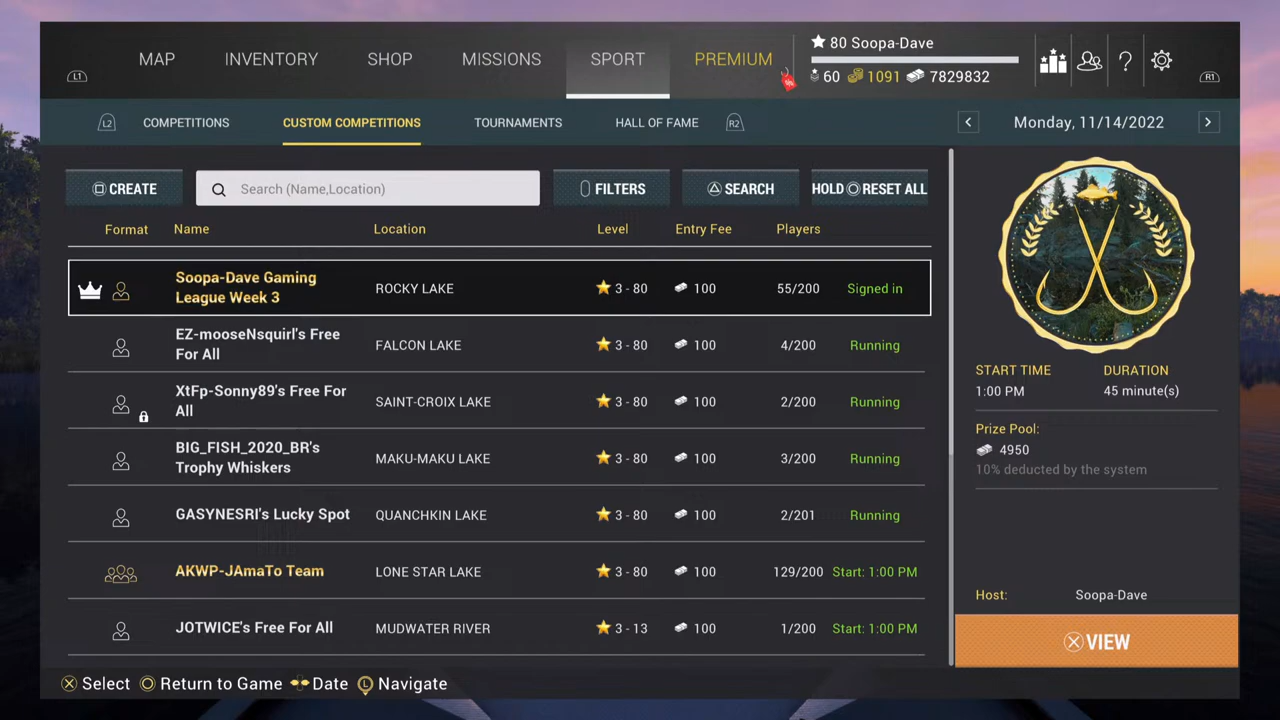 MAP INVENTORY SHOP MISSIONS SPORT PREMIUM
80 Soopa-Dave
60 1091 7829832
L1 R1
L2 COMPETITIONS CUSTOM COMPETITIONS TOURNAMENTS HALL OF FAME R2
Monday, 11/14/2022
CREATE Search (Name,Location) FILTERS SEARCH HOLD RESET ALL
Format Name Location Level Entry Fee Players
Soopa-Dave Gaming
League Week 3
ROCKY LAKE 3 - 80 100 55/200 Signed in
EZ-mooseNsquirl's Free
For All
FALCON LAKE 3 - 80 100 4/200 Running
XtFp-Sonny89's Free For
All
SAINT-CROIX LAKE 3 - 80 100 2/200 Running
BIG_FISH_2020_BR's
Trophy Whiskers
MAKU-MAKU LAKE 3 - 80 100 3/200 Running
GASYNESRI's Lucky Spot QUANCHKIN LAKE 3 - 80 100 2/201 Running
AKWP-JAmaTo Team LONE STAR LAKE 3 - 80 100 129/200 Start: 1:00 PM
JOTWICE's Free For All MUDWATER RIVER 3 - 13 100 1/200 Start: 1:00 PM
START TIME DURATION
1:00 PM 45 minute(s)
Prize Pool:
4950
10% deducted by the system
Host: Soopa-Dave
VIEW
Select Return to Game Date L Navigate